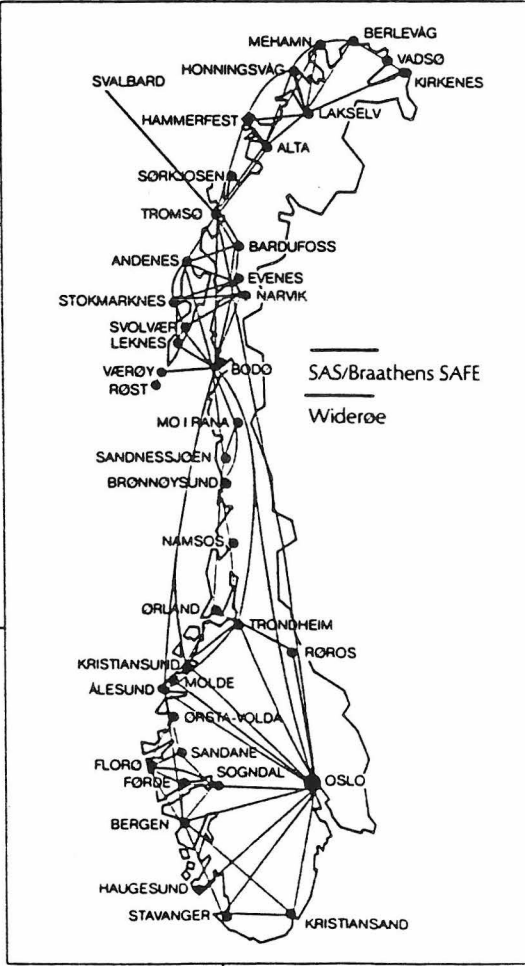 BERLEVÅG
MEHAMN
VADSØ
HONNINGSVÅG
KIRKENES
SVALBARD
LAKSELV
HAMMERFEST
ALTA
SØRKJOSEN
TROMSØ
BARDUFOSS
ANDENES
EVENES
NARVIK
STOKMARKNES
SVOLVÆR
LEKNES
VÆRØY
BODØ
SAS/Braathens SAFE
RØST
Widerøe
MO I RANA
SANDNESSJØEN
BRØNNØYSUND
NAMSOS
ØRLAND
TRONDHEIM
RØROS
KRISTIANSUND
MOLDE
ÅLESUND
ØRSTA-VOLDA
SANDANE
FLORØ
SOGNDAL
FØRDE
OSLO
BERGEN
HAUGESUND
STAVANGER
KRISTIANSAND